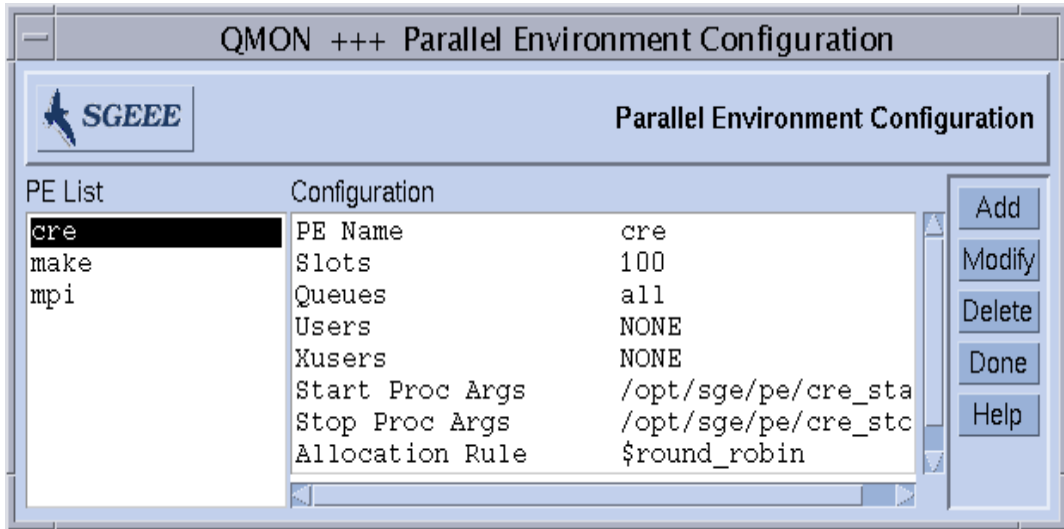 QMON +++ Parallel Environment Configuration
SGEEE
Parallel Environment Configuration
PE List
cre
make
mpi
Configuration
PE Name cre
Slots 100
Queues all
Users NONE
Xusers NONE
Start Proc Args /opt/sge/pe/cre_sta
Stop Proc Args /opt/sge/pe/cre_stc
Allocation Rule $round_robin
Add
Modify
Delete
Done
Help